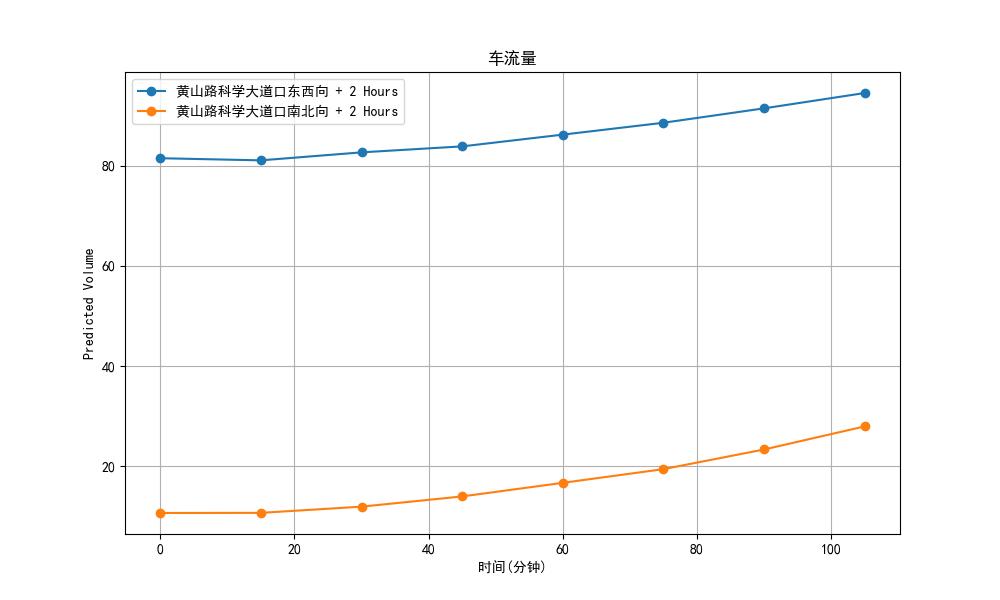 车流量
黄山路科学大道口东西向 + 2 Hours
黄山路科学大道口南北向 + 2 Hours
Predicted Volume
80
60
40
20
0 20 40 60 80 100
时间(分钟)